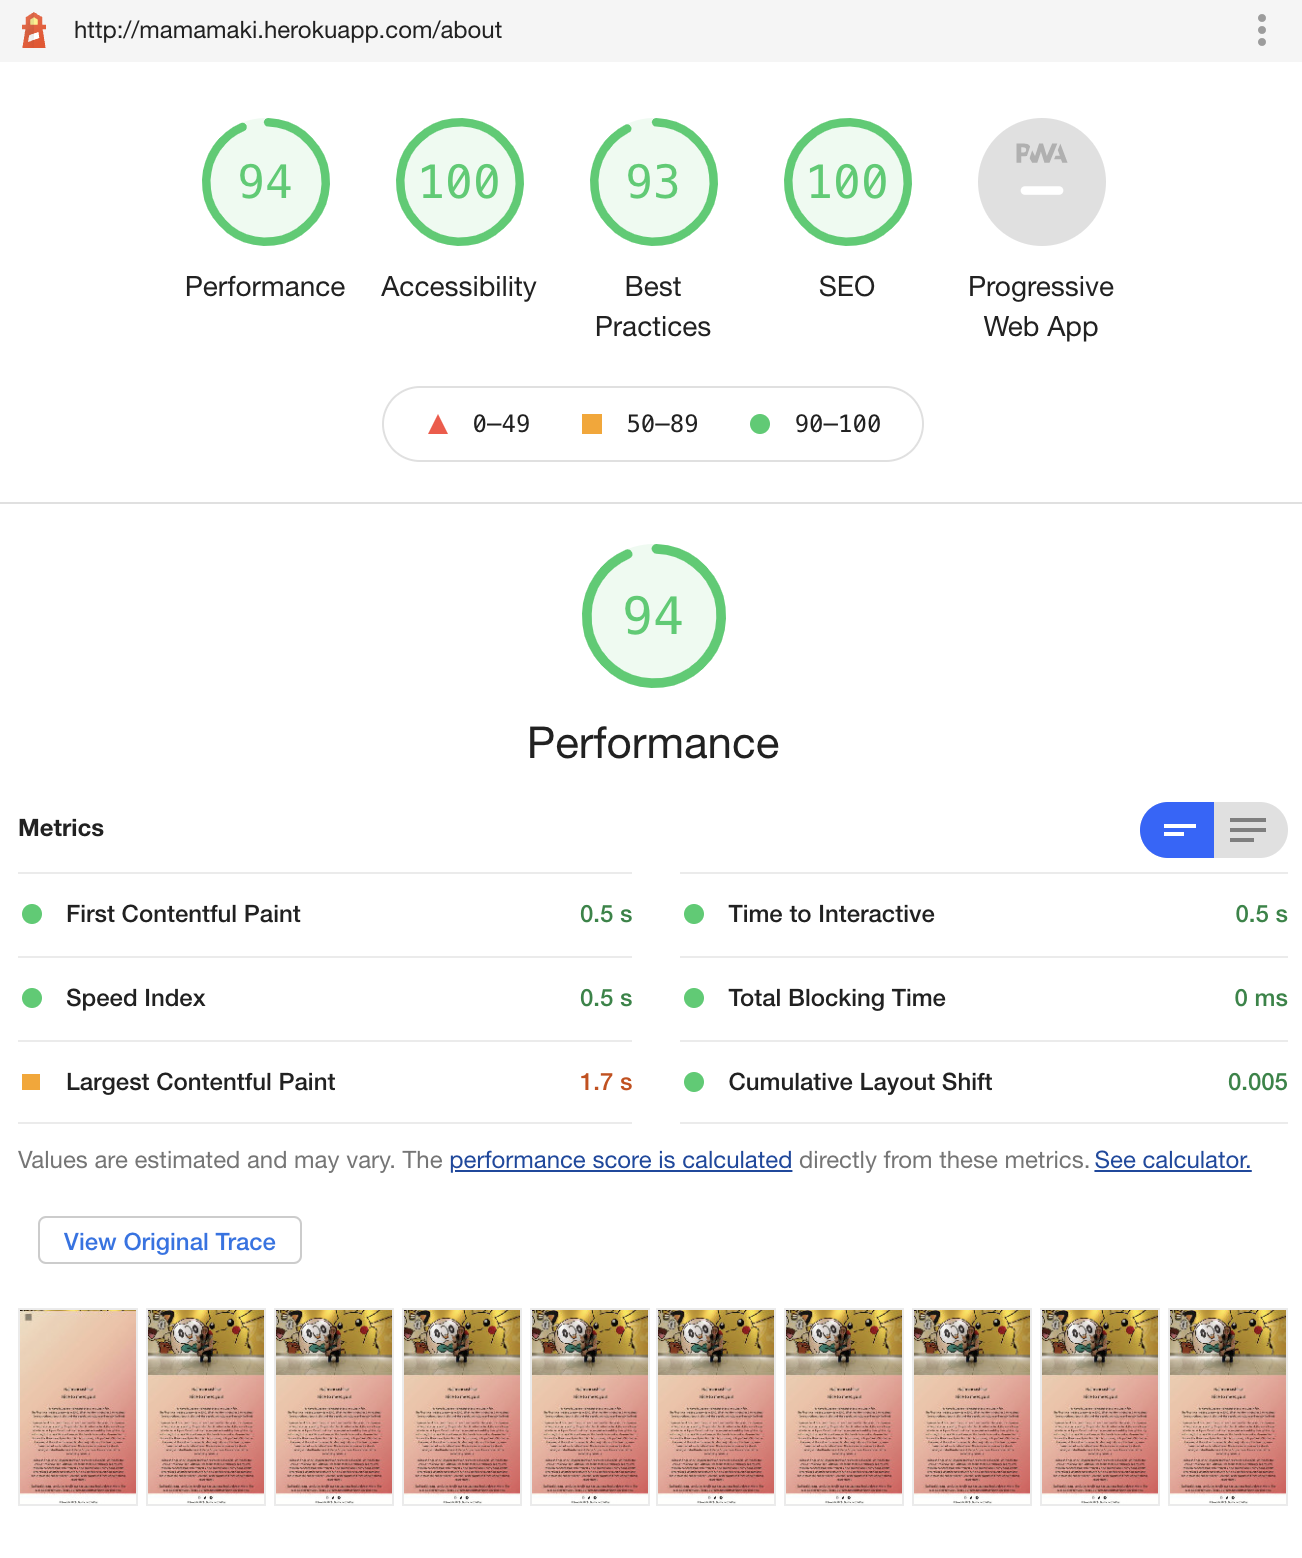 http://mamamaki.herokuapp.com/about
94
100
93
100
PWA
Performance
Accessibility
Best
Practices
SEO
Progressive
Web App
0–49
50–89
90–100
94
Performance
Metrics
First Contentful Paint
0.5 s
Time to Interactive
0.5 s
Speed Index
0.5 s
Total Blocking Time
0 ms
Largest Contentful Paint
1.7 s
Cumulative Layout Shift
0.005
Values are estimated and may vary. The performance score is calculated directly from these metrics. See calculator.
View Original Trace